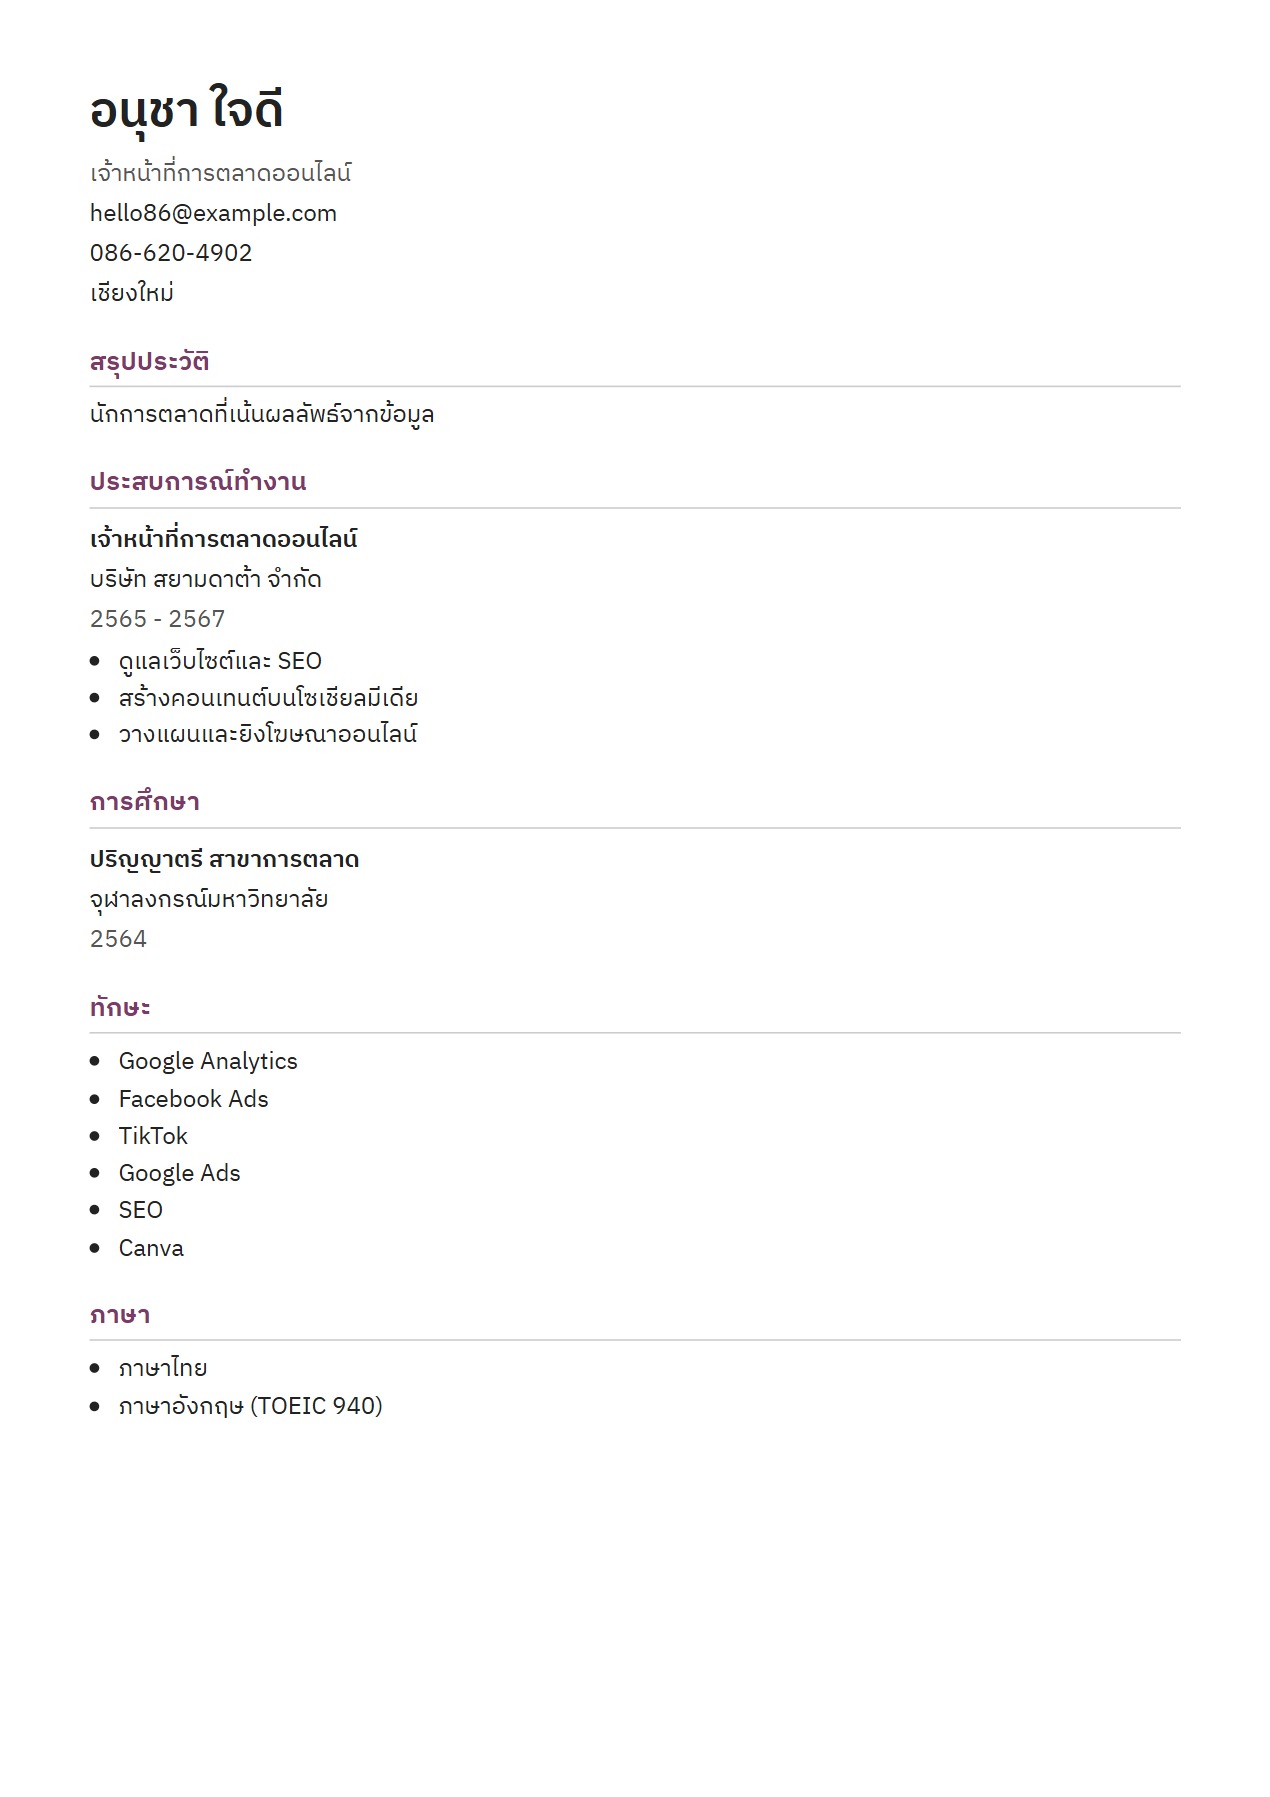 อนุชา ใจดี
เจ้าหน้าที่การตลาดออนไลน์
hello86@example.com
086-620-4902
เชียงใหม่
สรุปประวัติ
นักการตลาดที่เน้นผลลัพธ์จากข้อมูล
ประสบการณ์ทำงาน
เจ้าหน้าที่การตลาดออนไลน์
บริษัท สยามดาต้า จำกัด
2565 - 2567
ดูแลเว็บไซต์และ SEO
สร้างคอนเทนต์บนโซเชียลมีเดีย
วางแผนและยิงโฆษณาออนไลน์
การศึกษา
ปริญญาตรี สาขาการตลาด
จุฬาลงกรณ์มหาวิทยาลัย
2564
ทักษะ
Google Analytics
Facebook Ads
TikTok
Google Ads
SEO
Canva
ภาษา
ภาษาไทย
ภาษาอังกฤษ (TOEIC 940)